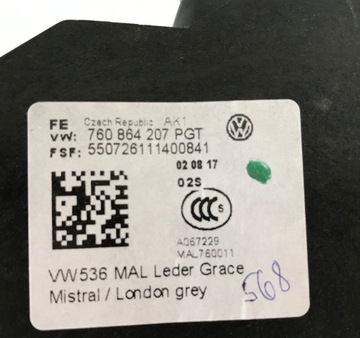 FE Czech Republic AK1
VW: 760 864 207 PGT
FSF: 550726111400841
02 08 17
02S
CCC S
A067229
MAL760011
VW536 MAL Leder Grace
Mistral / London grey
568